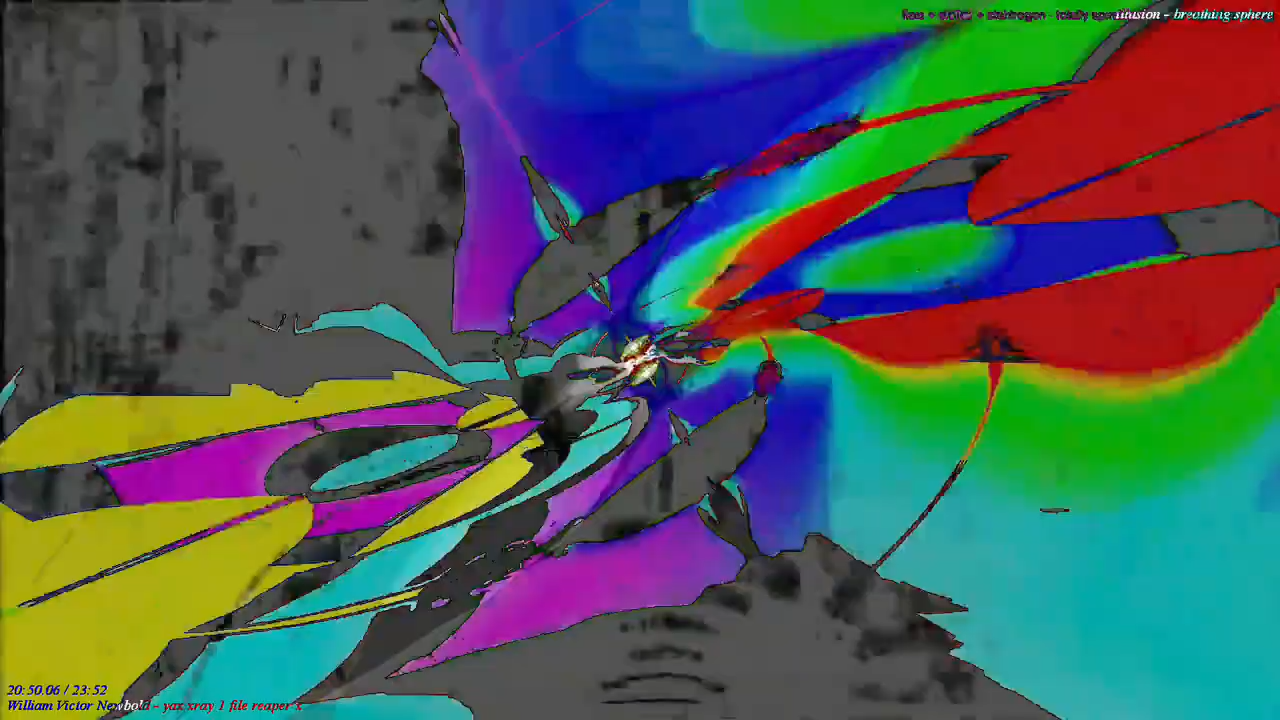 illusion - breathing sphere
20:50.06 / 23:52
William Victor Newbold - yax xray 1 file reaper x